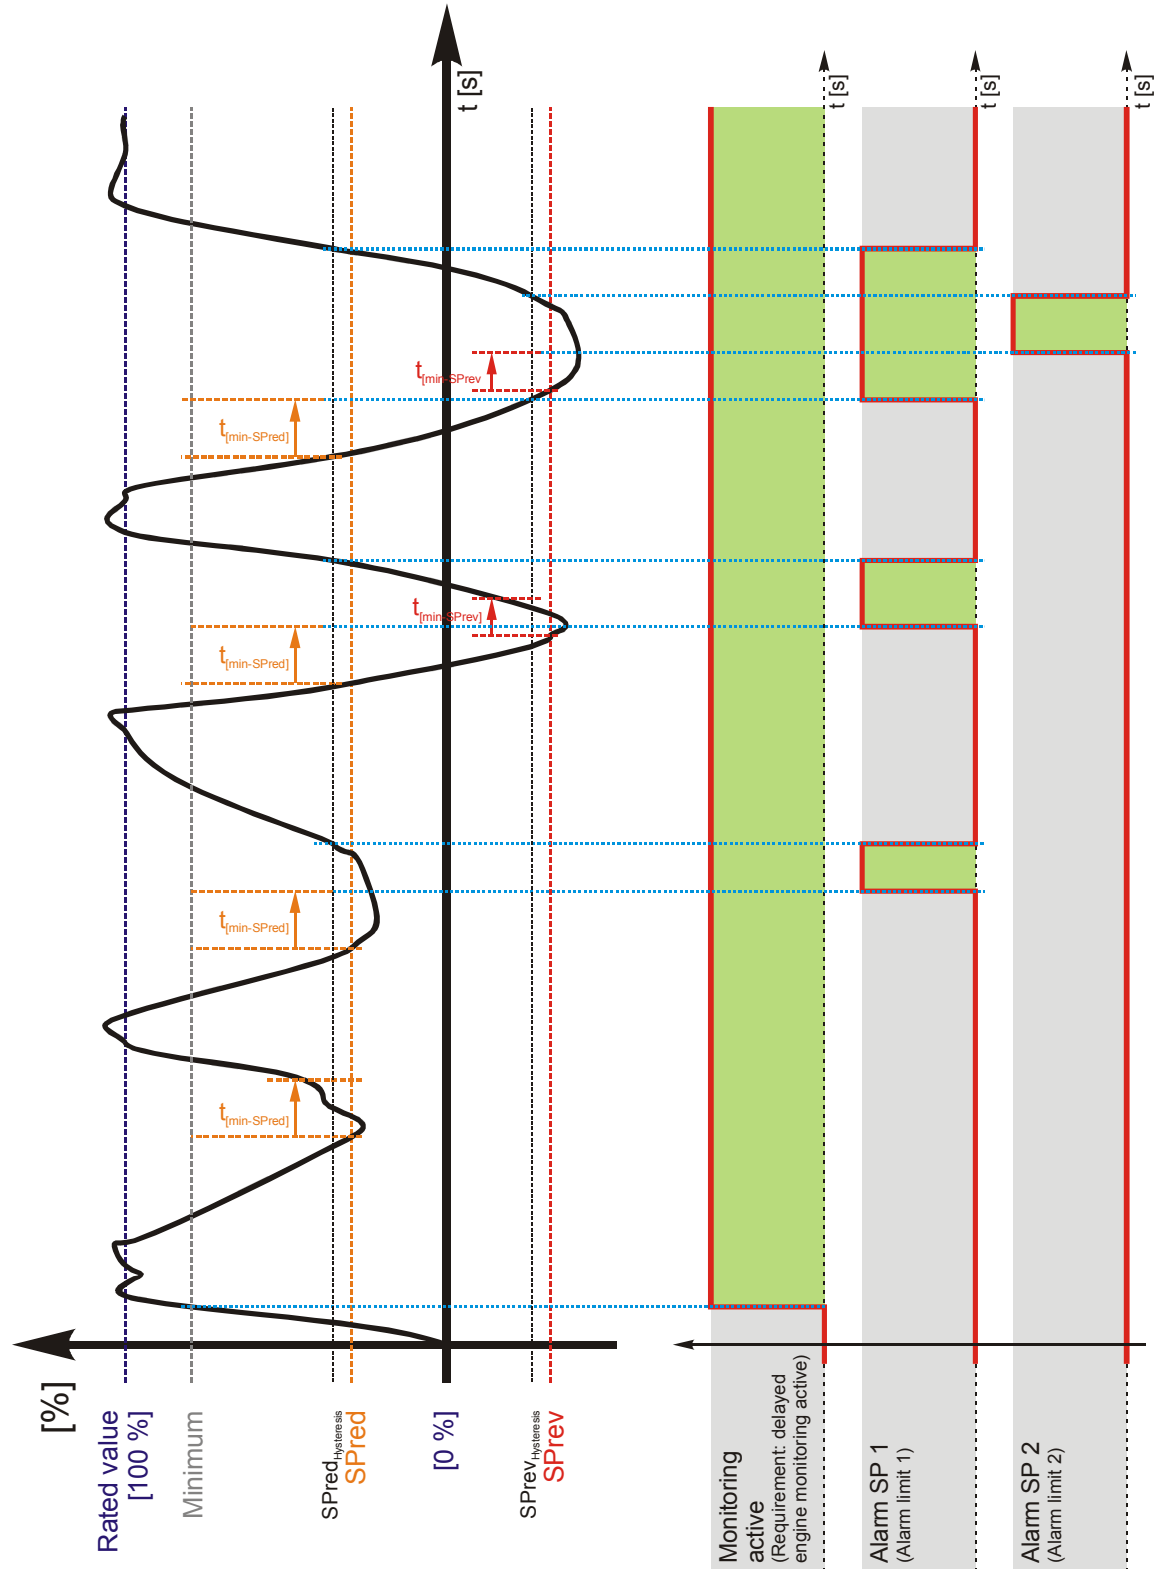 [%]
Rated value
[100 %]
Minimum
SPredHysteresis
SPred
[0 %]
SPrevHysteresis
SPrev
t[min-SPred]
t[min-SPred]
t[min-SPred]
t[min-SPrev]
t[min-SPred]
t[min-SPrev
t [s]
Monitoring
active
(Requirement: delayed
engine monitoring active)
t [s]
Alarm SP 1
(Alarm limit 1)
t [s]
Alarm SP 2
(Alarm limit 2)
t [s]